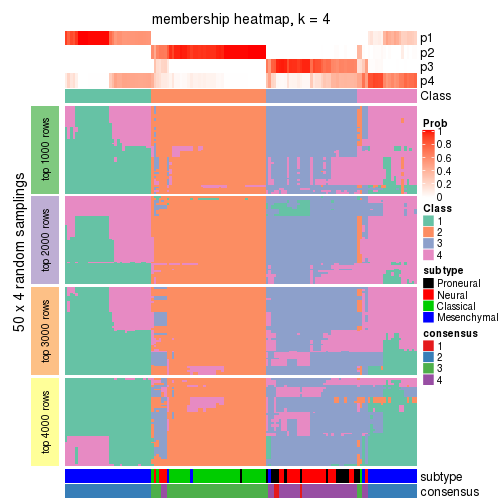 membership heatmap, k = 4
p1
p2
p3
p4
Class
50 x 4 random samplings
top 1000 rows
top 2000 rows
top 3000 rows
top 4000 rows
Prob
1
0.8
0.6
0.4
0.2
0
Class
1
2
3
4
subtype
Proneural
Neural
Classical
Mesenchymal
consensus
1
2
3
4
subtype
consensus